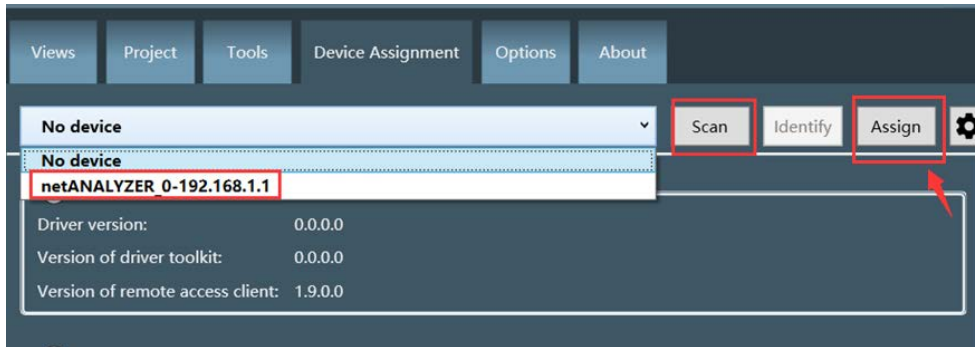 Views Project Tools Device Assignment Options About
No device Scan Identify Assign
No device
netANALYZER_0-192.168.1.1
Driver version: 0.0.0.0
Version of driver toolkit: 0.0.0.0
Version of remote access client: 1.9.0.0